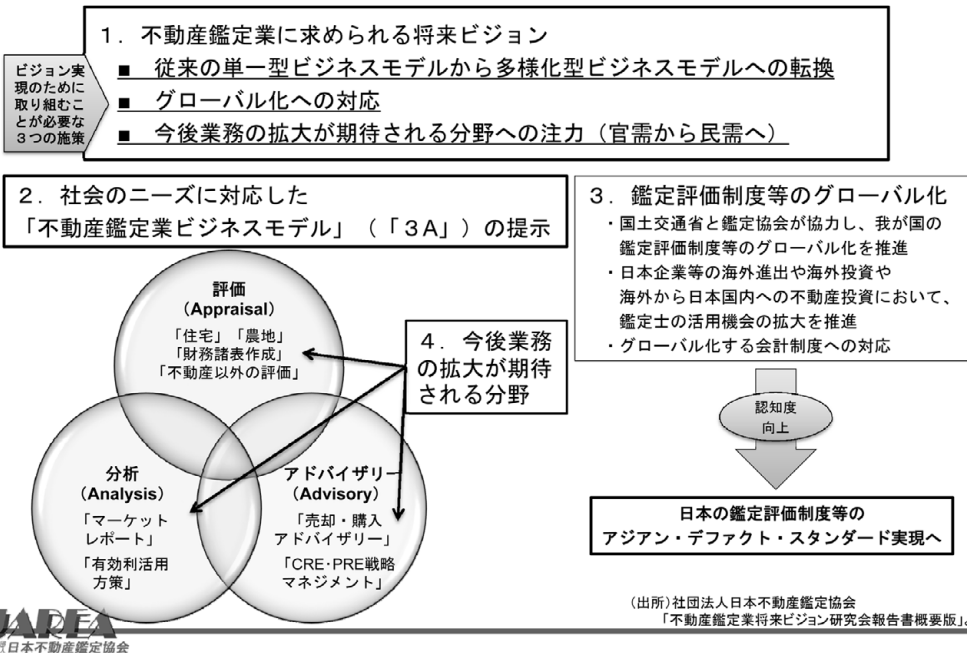 1．不動産鑑定業に求められる将来ビジョン
■ 従来の単一型ビジネスモデルから多様化型ビジネスモデルへの転換
■ グローバル化への対応
■ 今後業務の拡大が期待される分野への注力（官需から民需へ）
ビジョン実
現のために
取り組むこ
とが必要な
３つの施策
2．社会のニーズに対応した
「不動産鑑定業ビジネスモデル」（「３A」）の提示
評価
（Appraisal）
「住宅」「農地」
「財務諸表作成」
「不動産以外の評価」
分析
（Analysis）
「マーケット
レポート」
「有効利活用
方策」
アドバイザリー
（Advisory）
「売却・購入
アドバイザリー」
「CRE･PRE戦略
マネジメント」
4．今後業務
の拡大が期待
される分野
3．鑑定評価制度等のグローバル化
・国土交通省と鑑定協会が協力し、我が国の
鑑定評価制度等のグローバル化を推進
・日本企業等の海外進出や海外投資や
海外から日本国内への不動産投資において、
鑑定士の活用機会の拡大を推進
・グローバル化する会計制度への対応
認知度
向上
日本の鑑定評価制度等の
アジアン・デファクト・スタンダード実現へ
（出所）社団法人日本不動産鑑定協会
「不動産鑑定業将来ビジョン研究会報告書概要版」
JAREA
日本不動産鑑定協会